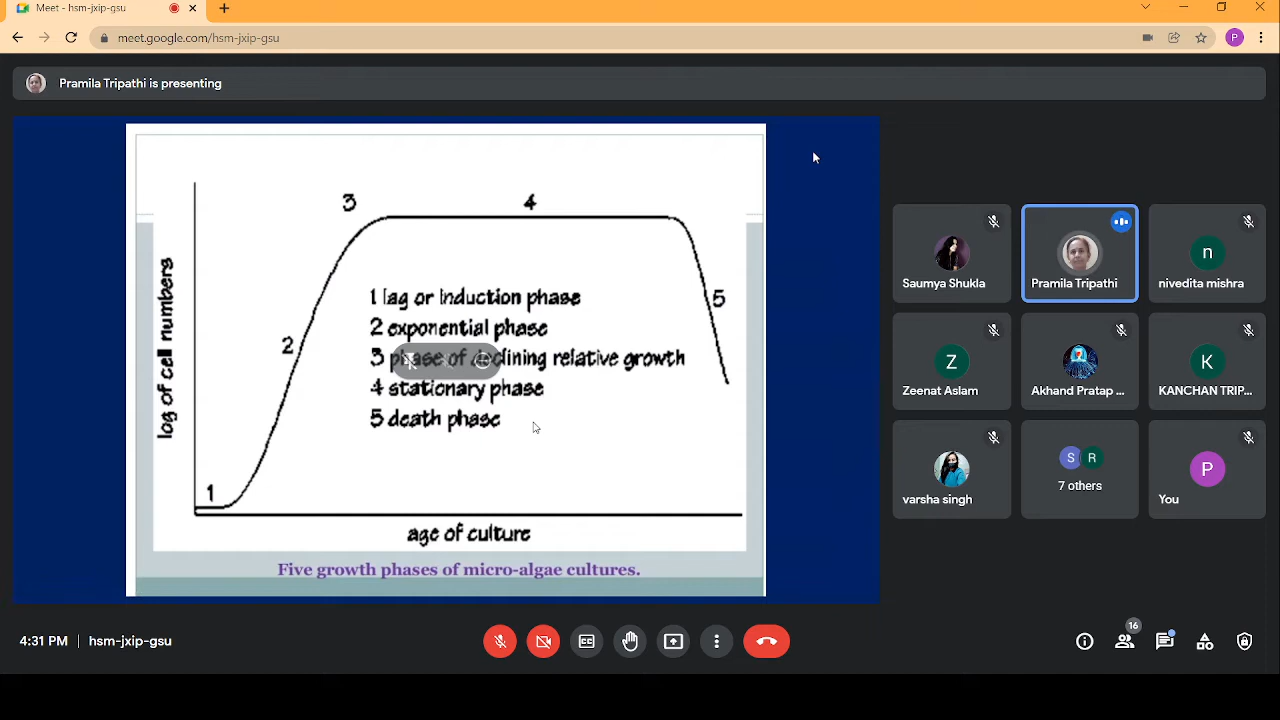 Meet - hsm-jxip-gsu
meet.google.com/hsm-jxip-gsu
P
Pramila Tripathi is presenting
3
4
5
2
1
log of cell numbers
1 lag or induction phase
2 exponential phase
3 phase of declining relative growth
4 stationary phase
5 death phase
age of culture
Five growth phases of micro-algae cultures.
Saumya Shukla
Pramila Tripathi
n
nivedita mishra
Z
Zeenat Aslam
Akhand Pratap ...
K
KANCHAN TRIP...
varsha singh
S R
7 others
P
You
4:31 PM | hsm-jxip-gsu
16